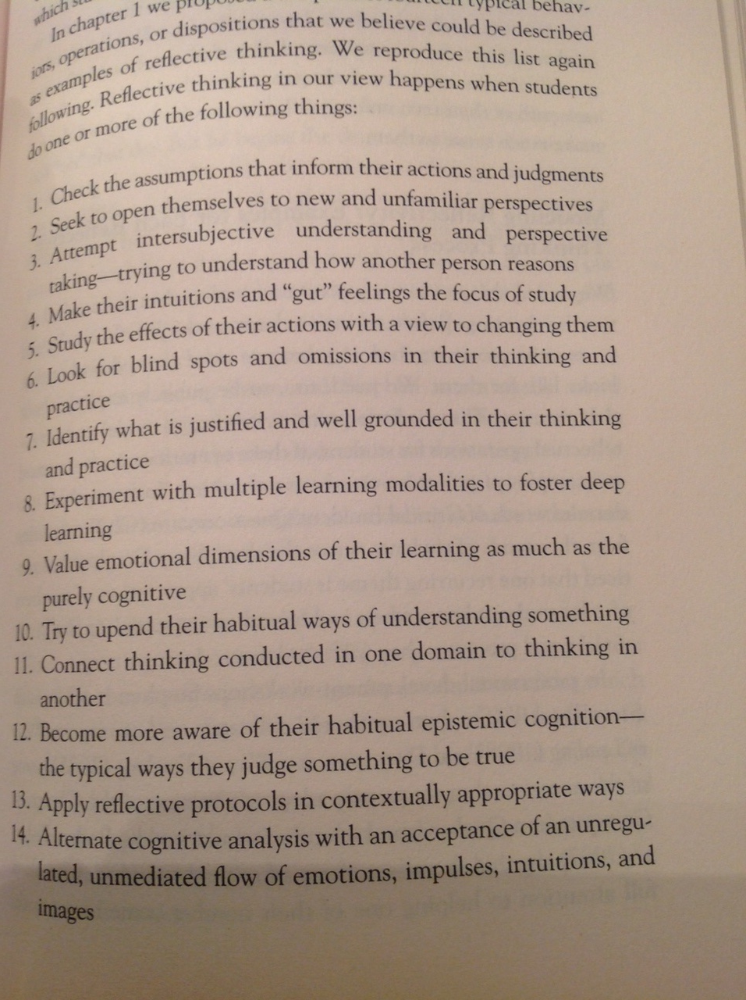 which
In chapter 1 we typical behav-
iors, operations, or dispositions that we believe could be described
as examples of reflective thinking. We reproduce this list again
following. Reflective thinking in our view happens when students
do one or more of the following things:
1. Check the assumptions that inform their actions and judgments
2. Seek to open themselves to new and unfamiliar perspectives
3. Attempt intersubjective understanding and perspective
taking—trying to understand how another person reasons
4. Make their intuitions and “gut” feelings the focus of study
5. Study the effects of their actions with a view to changing them
6. Look for blind spots and omissions in their thinking and
practice
7. Identify what is justified and well grounded in their thinking
and practice
8. Experiment with multiple learning modalities to foster deep
learning
9. Value emotional dimensions of their learning as much as the
purely cognitive
10. Try to upend their habitual ways of understanding something
11. Connect thinking conducted in one domain to thinking in
another
12. Become more aware of their habitual epistemic cognition—
the typical ways they judge something to be true
13. Apply reflective protocols in contextually appropriate ways
14. Alternate cognitive analysis with an acceptance of an unregu-
lated, unmediated flow of emotions, impulses, intuitions, and
images